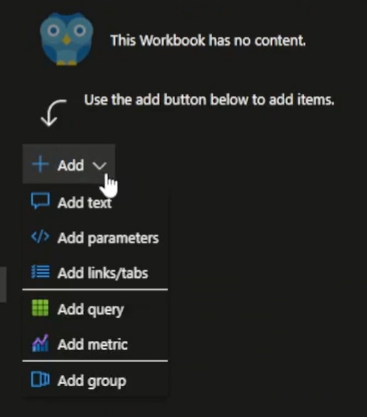 This Workbook has no content.
Use the add button below to add items.
Add
Add text
Add parameters
Add links/tabs
Add query
Add metric
Add group